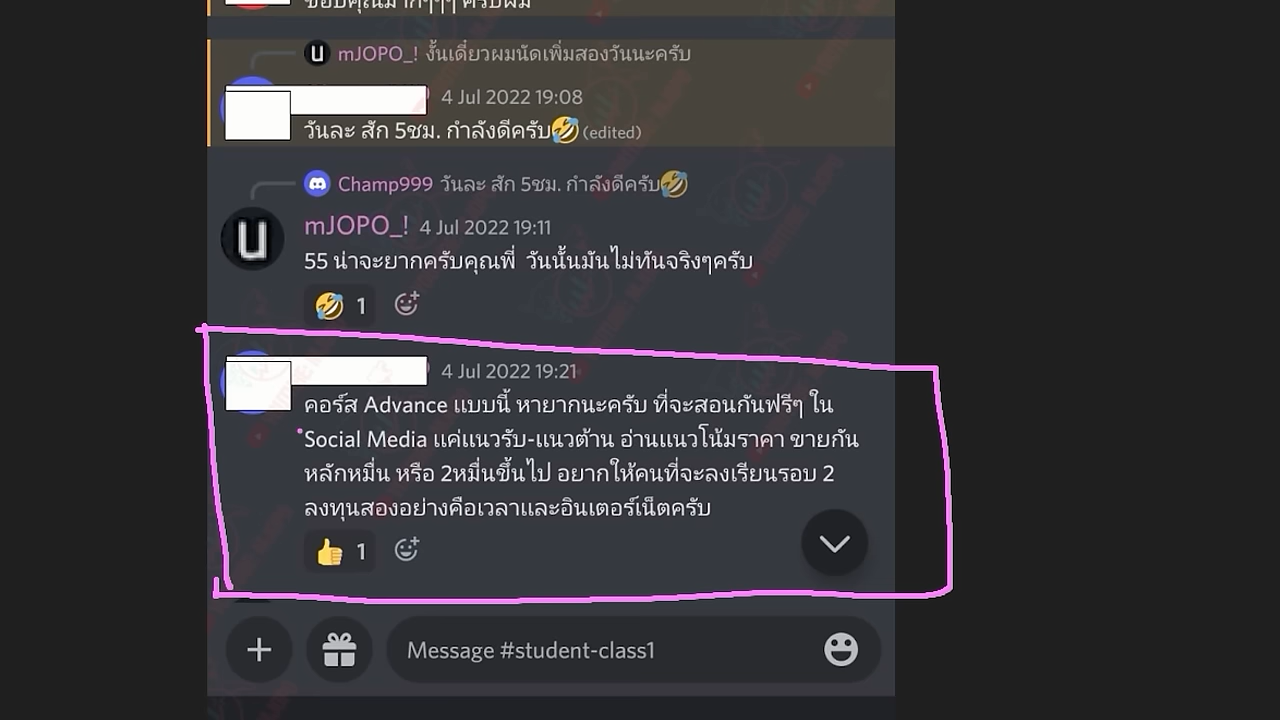 ขอบคุณมากๆๆๆ ครับผม
mJOPO_! งั้นเดี๋ยวผมนัดเพิ่มสองวันนะครับ
4 Jul 2022 19:08
วันละ สัก 5ชม. กำลังดีครับ🤣 (edited)
Champ999 วันละ สัก 5ชม. กำลังดีครับ🤣
mJOPO_! 4 Jul 2022 19:11
55 น่าจะยากครับคุณพี่ วันนั้นมันไม่ทันจริงๆครับ
🤣 1
4 Jul 2022 19:21
คอร์ส Advance แบบนี้ หายากนะครับ ที่จะสอนกันฟรีๆ ใน
Social Media แค่แนวรับ-แนวต้าน อ่านแนวโน้มราคา ขายกัน
หลักหมื่น หรือ 2หมื่นขึ้นไป อยากให้คนที่จะลงเรียนรอบ 2
ลงทุนสองอย่างคือเวลาและอินเตอร์เน็ตครับ
👍 1
Message #student-class1